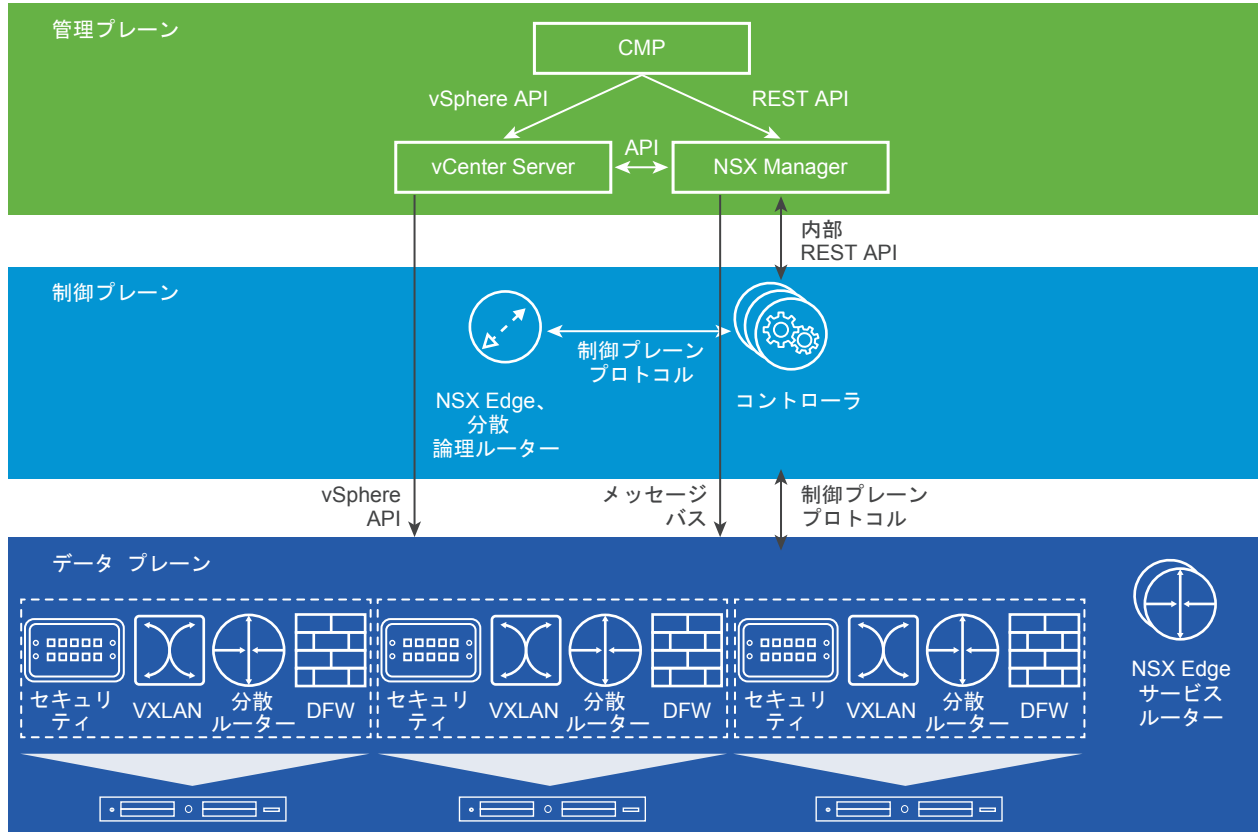 管理プレーン
CMP
vSphere API
REST API
vCenter Server
API
NSX Manager
内部
REST API
制御プレーン
制御プレーン
プロトコル
NSX Edge、
分散
論理ルーター
コントローラ
vSphere
API
メッセージ
バス
制御プレーン
プロトコル
データ プレーン
セキュリ
ティ
VXLAN
分散
ルーター
DFW
セキュリ
ティ
VXLAN
分散
ルーター
DFW
セキュリ
ティ
VXLAN
分散
ルーター
DFW
NSX Edge
サービス
ルーター